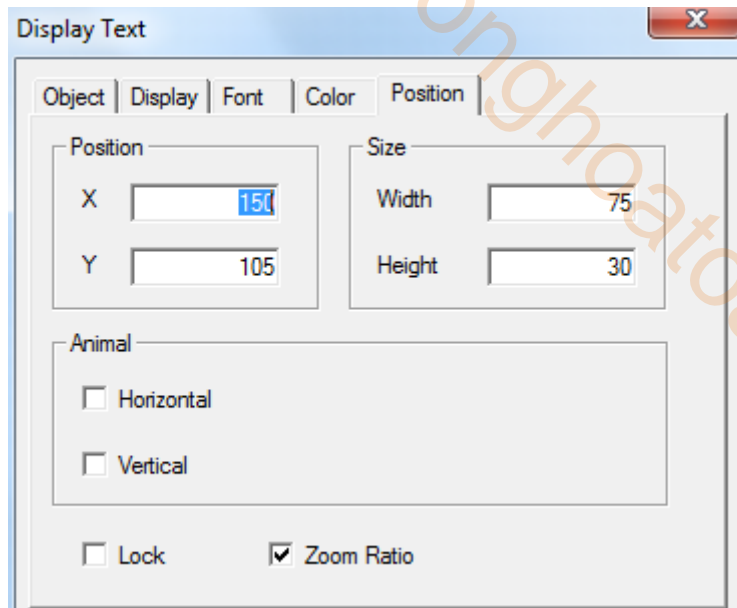 Display Text
Object Display Font Color Position
Position
X 150
Y 105
Size
Width 75
Height 30
Animal
Horizontal
Vertical
Lock Zoom Ratio
onghoato